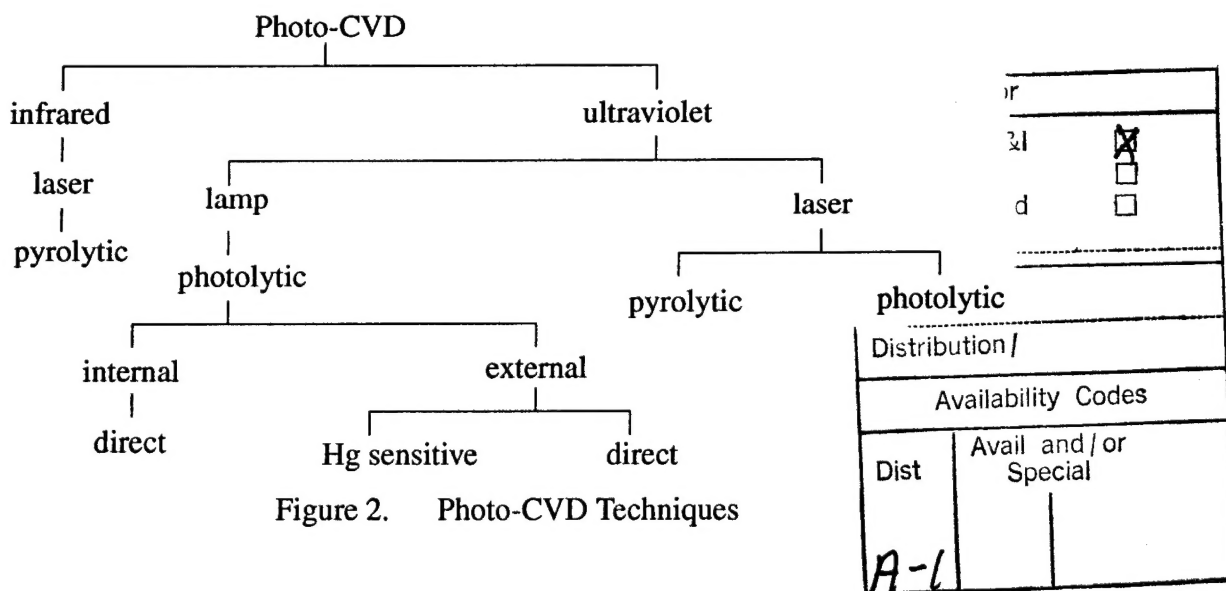 Photo-CVD
infrared
ultraviolet
laser
lamp
laser
pyrolytic
photolytic
pyrolytic
photolytic
internal
external
direct
Hg sensitive
direct
Figure 2. Photo-CVD Techniques
&I
d
Distribution/
Availability Codes
Dist
Avail and/or
Special
A-1